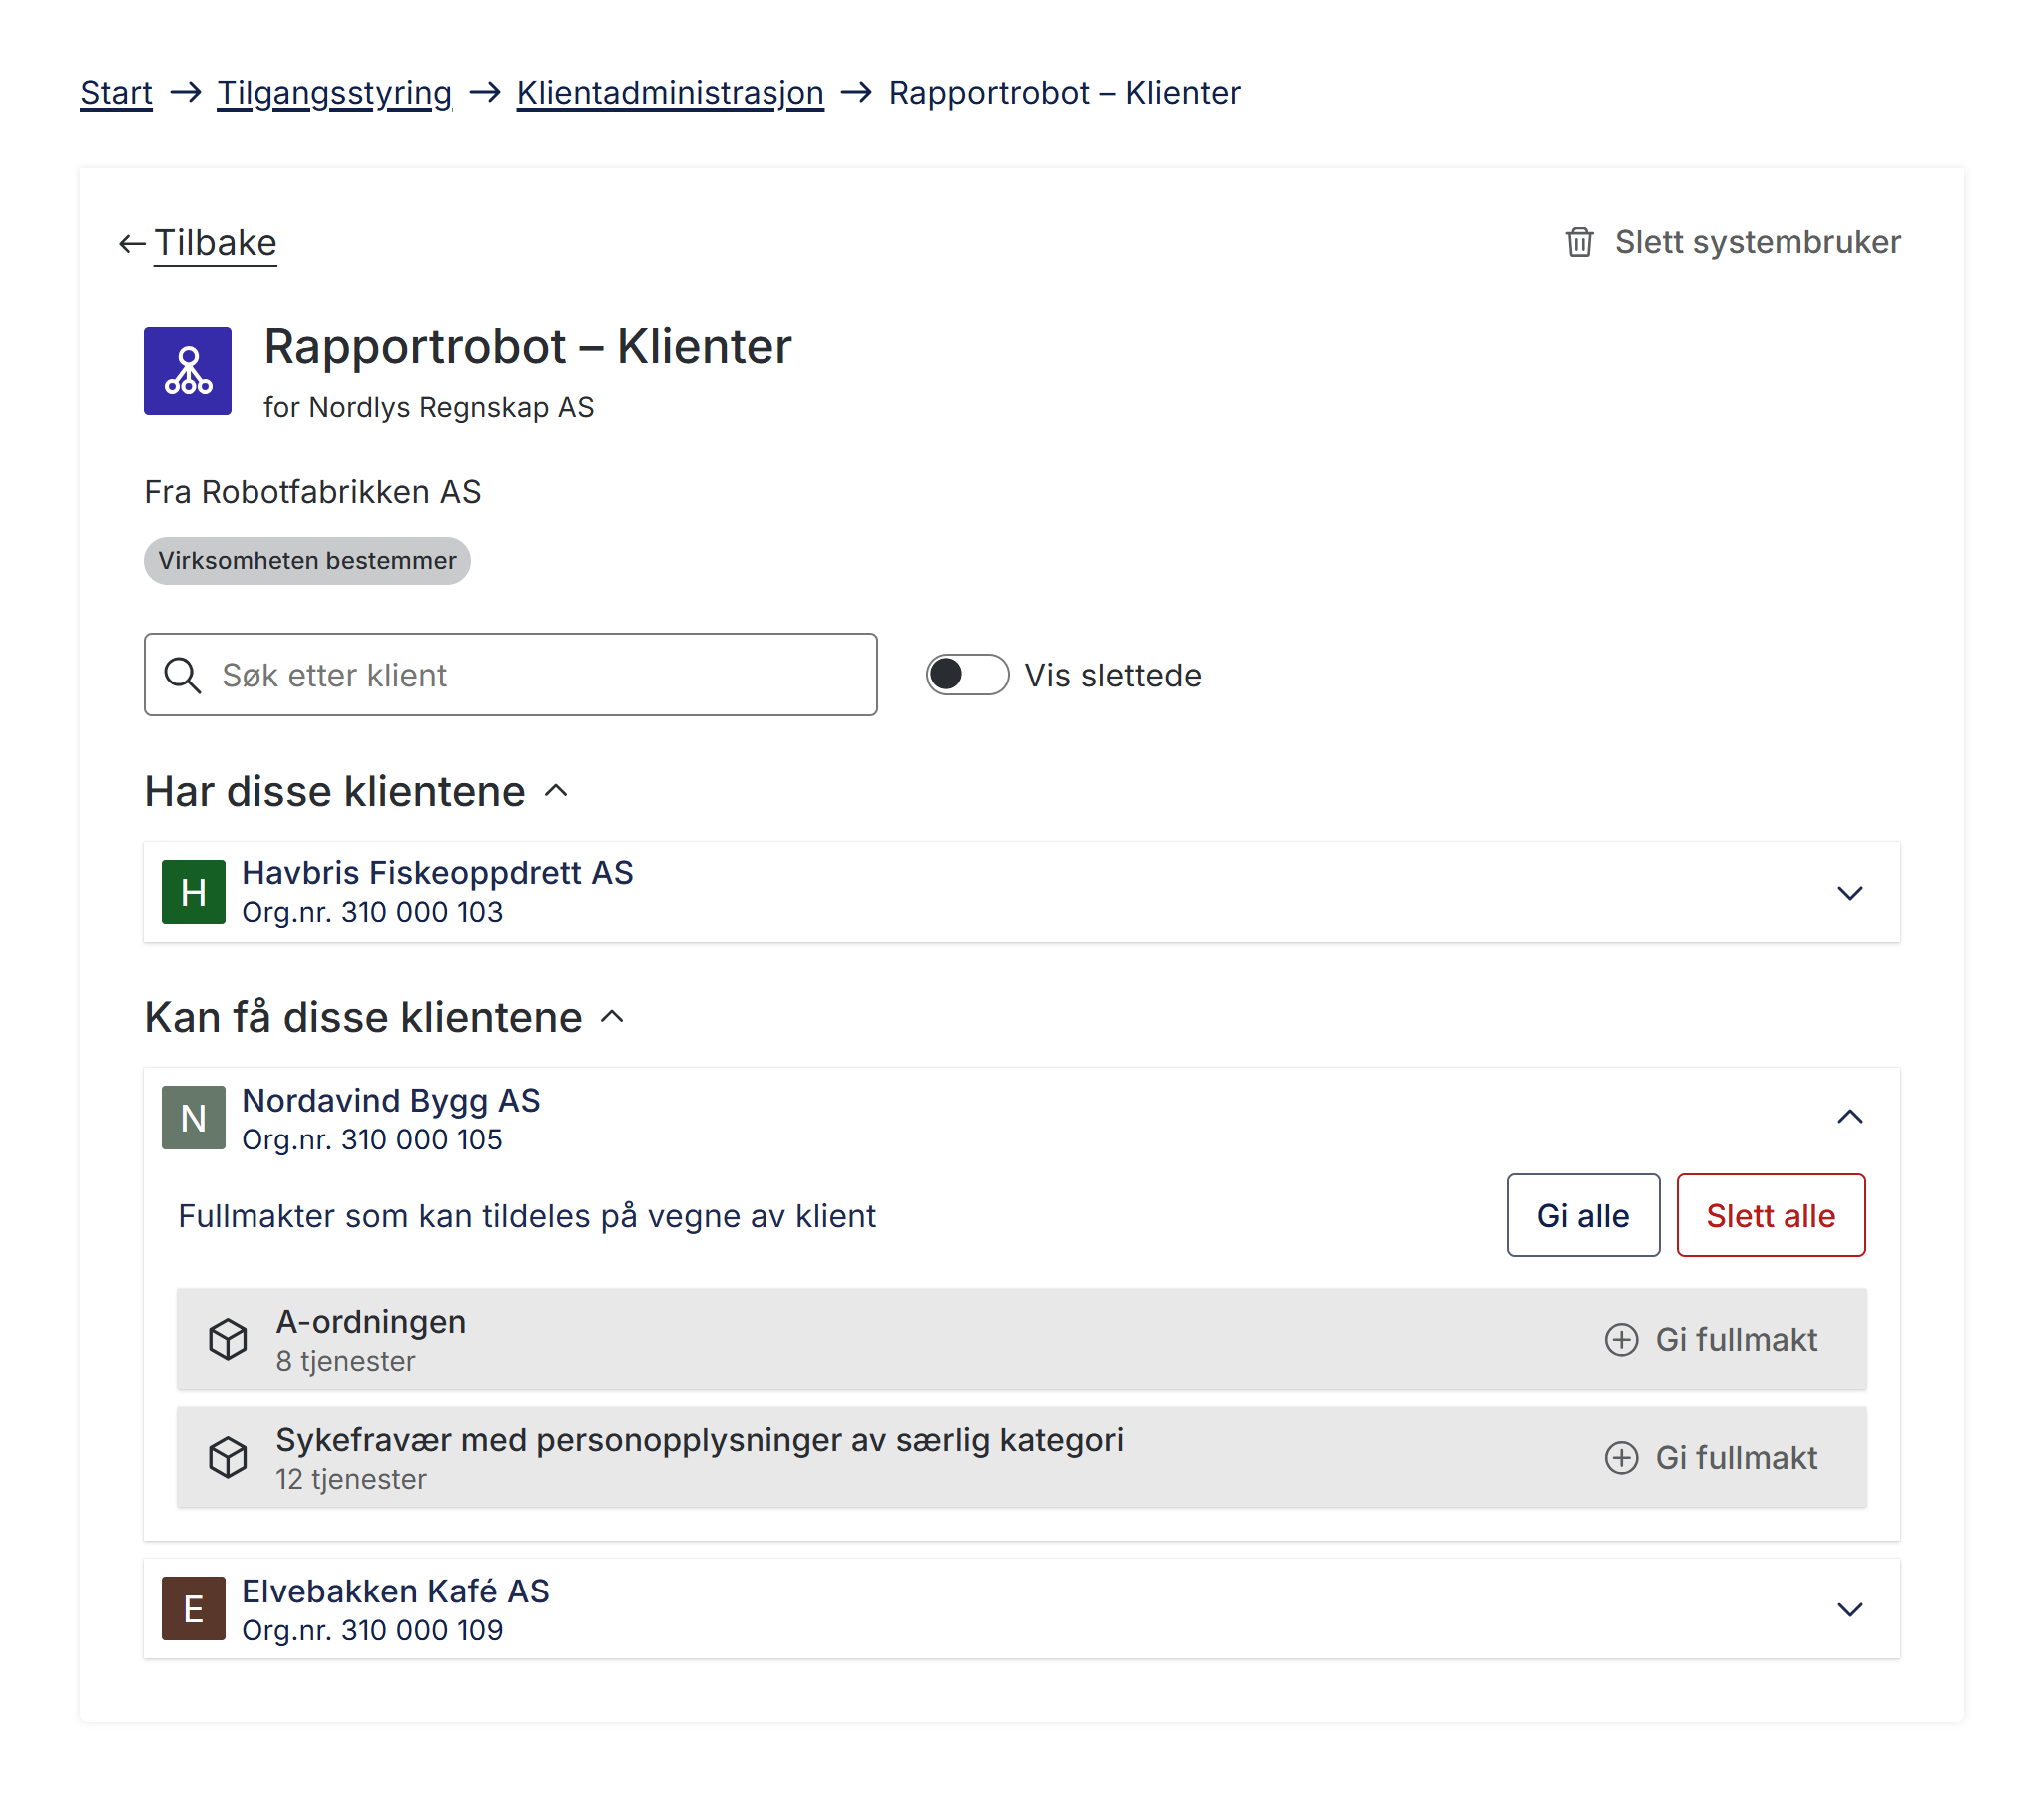 Start → Tilgangsstyring → Klientadministrasjon → Rapportrobot – Klienter
← Tilbake
Slett systembruker
Rapportrobot – Klienter
for Nordlys Regnskap AS
Fra Robotfabrikken AS
Virksomheten bestemmer
Søk etter klient
Vis slettede
Har disse klientene
H
Havbris Fiskeoppdrett AS
Org.nr. 310 000 103
Kan få disse klientene
N
Nordavind Bygg AS
Org.nr. 310 000 105
Fullmakter som kan tildeles på vegne av klient
Gi alle
Slett alle
A-ordningen
8 tjenester
Gi fullmakt
Sykefravær med personopplysninger av særlig kategori
12 tjenester
Gi fullmakt
E
Elvebakken Kafé AS
Org.nr. 310 000 109